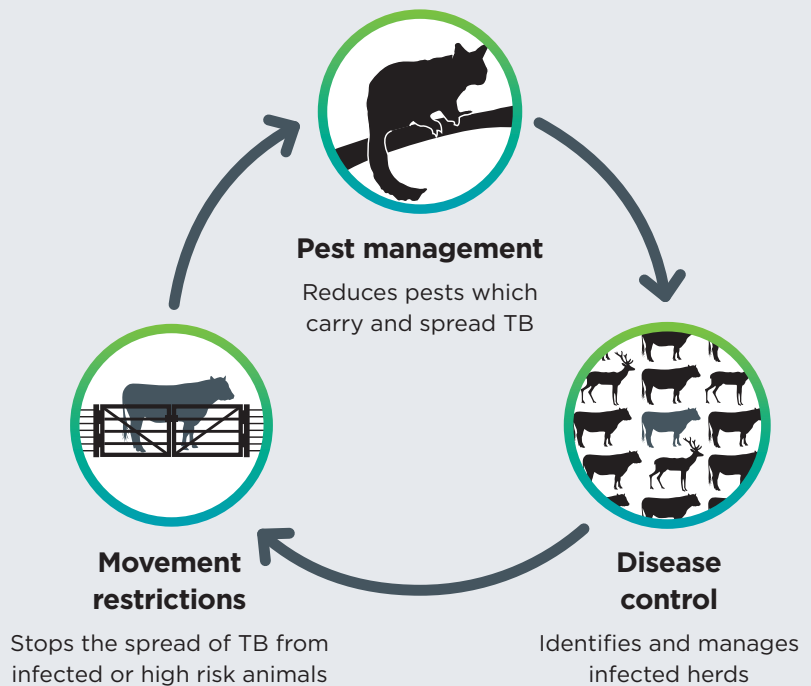 Pest management
Reduces pests which
carry and spread TB
Movement
restrictions
Stops the spread of TB from
infected or high risk animals
Disease
control
Identifies and manages
infected herds